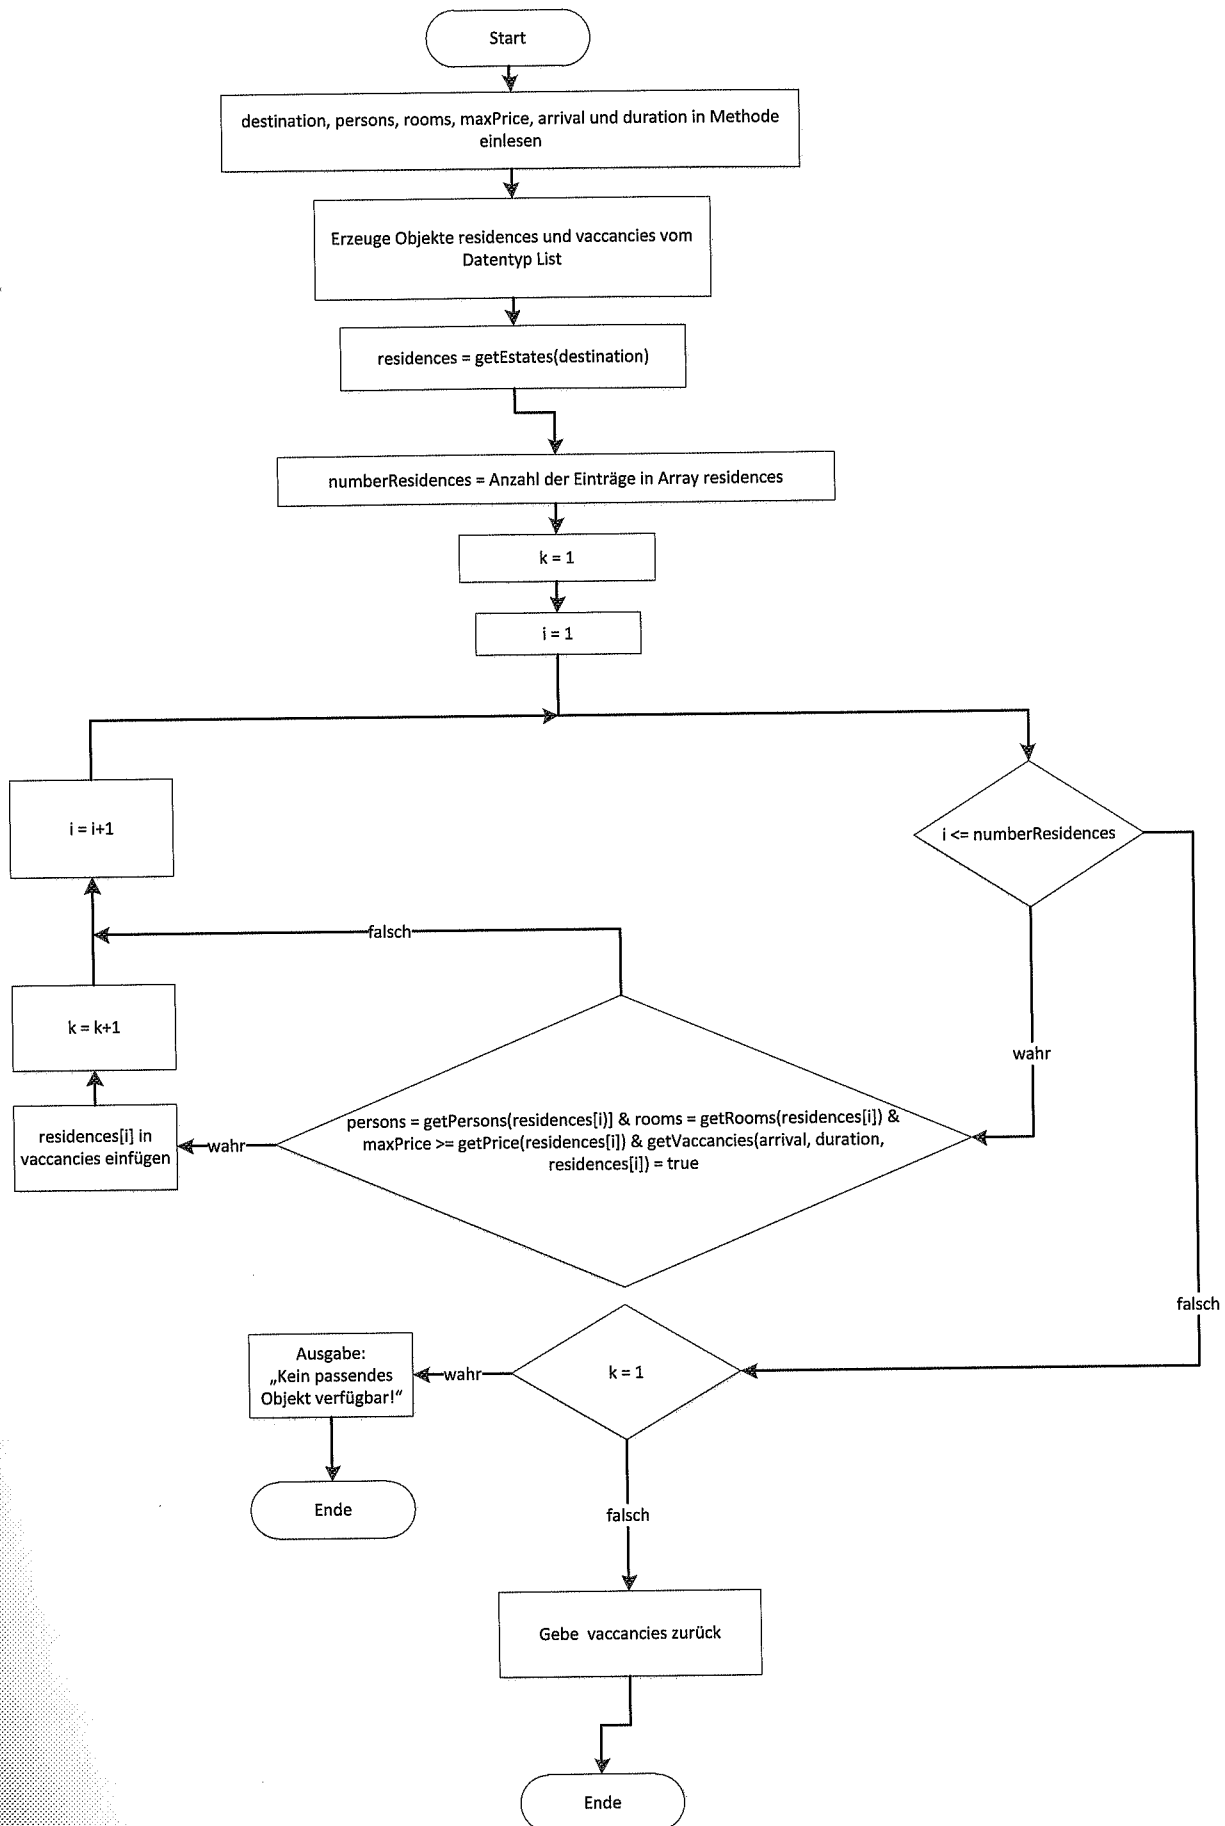 Start
destination, persons, rooms, maxPrice, arrival und duration in Methode
einlesen
Erzeuge Objekte residences und vaccancies vom
Datentyp List
residences = getEstates(destination)
numberResidences = Anzahl der Einträge in Array residences
k = 1
i = 1
i = i+1
i <= numberResidences
falsch
k = k+1
wahr
persons = getPersons(residences[i)] & rooms = getRooms(residences[i]) &
maxPrice >= getPrice(residences[i]) & getVaccancies(arrival, duration,
residences[i]) = true
wahr
residences[i] in
vaccancies einfügen
falsch
Ausgabe:
„Kein passendes
Objekt verfügbar!“
wahr
k = 1
Ende
falsch
Gebe vaccancies zurück
Ende